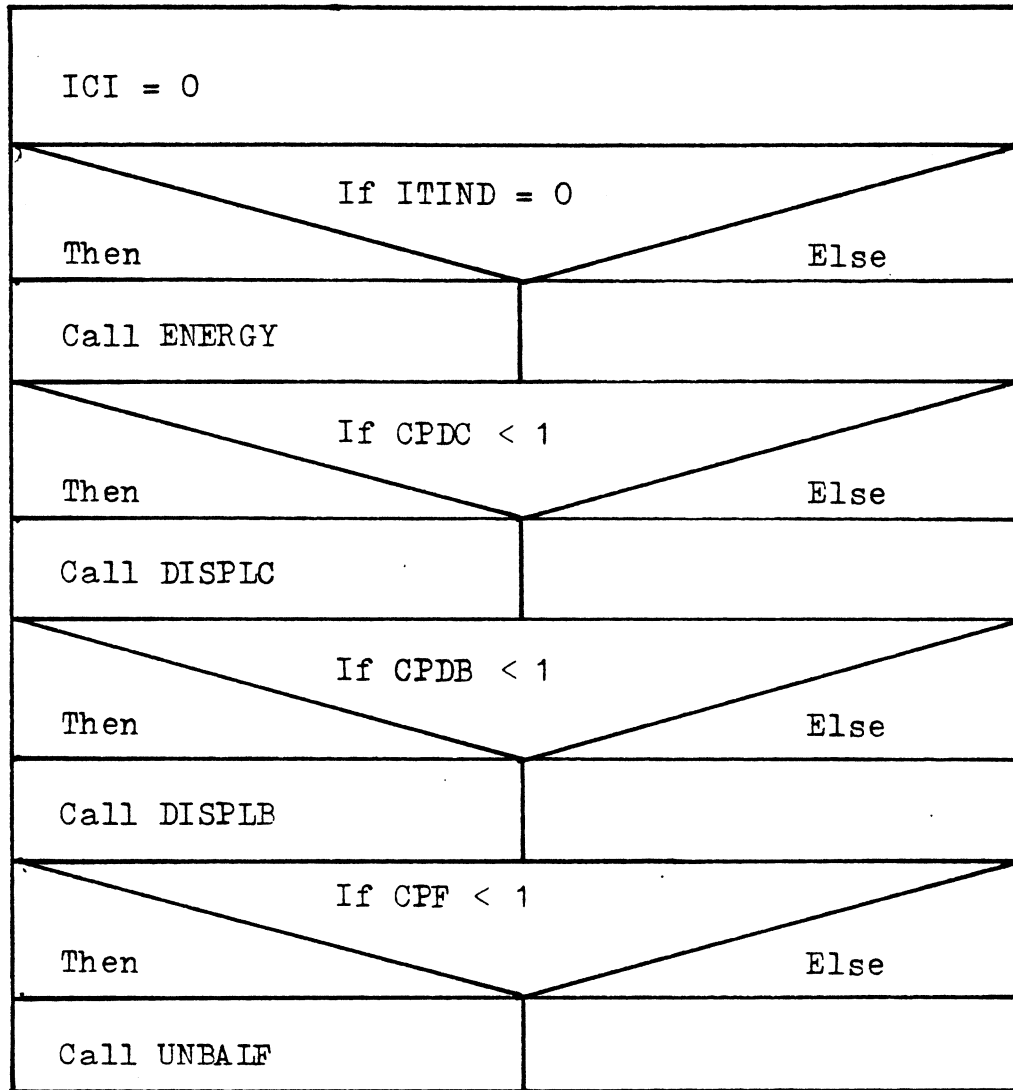 ICI = 0
If ITIND = 0
Then Else
Call ENERGY
If CPDC < 1
Then Else
Call DISPLC
If CPDB < 1
Then Else
Call DISPLB
If CPF < 1
Then Else
Call UNBALF